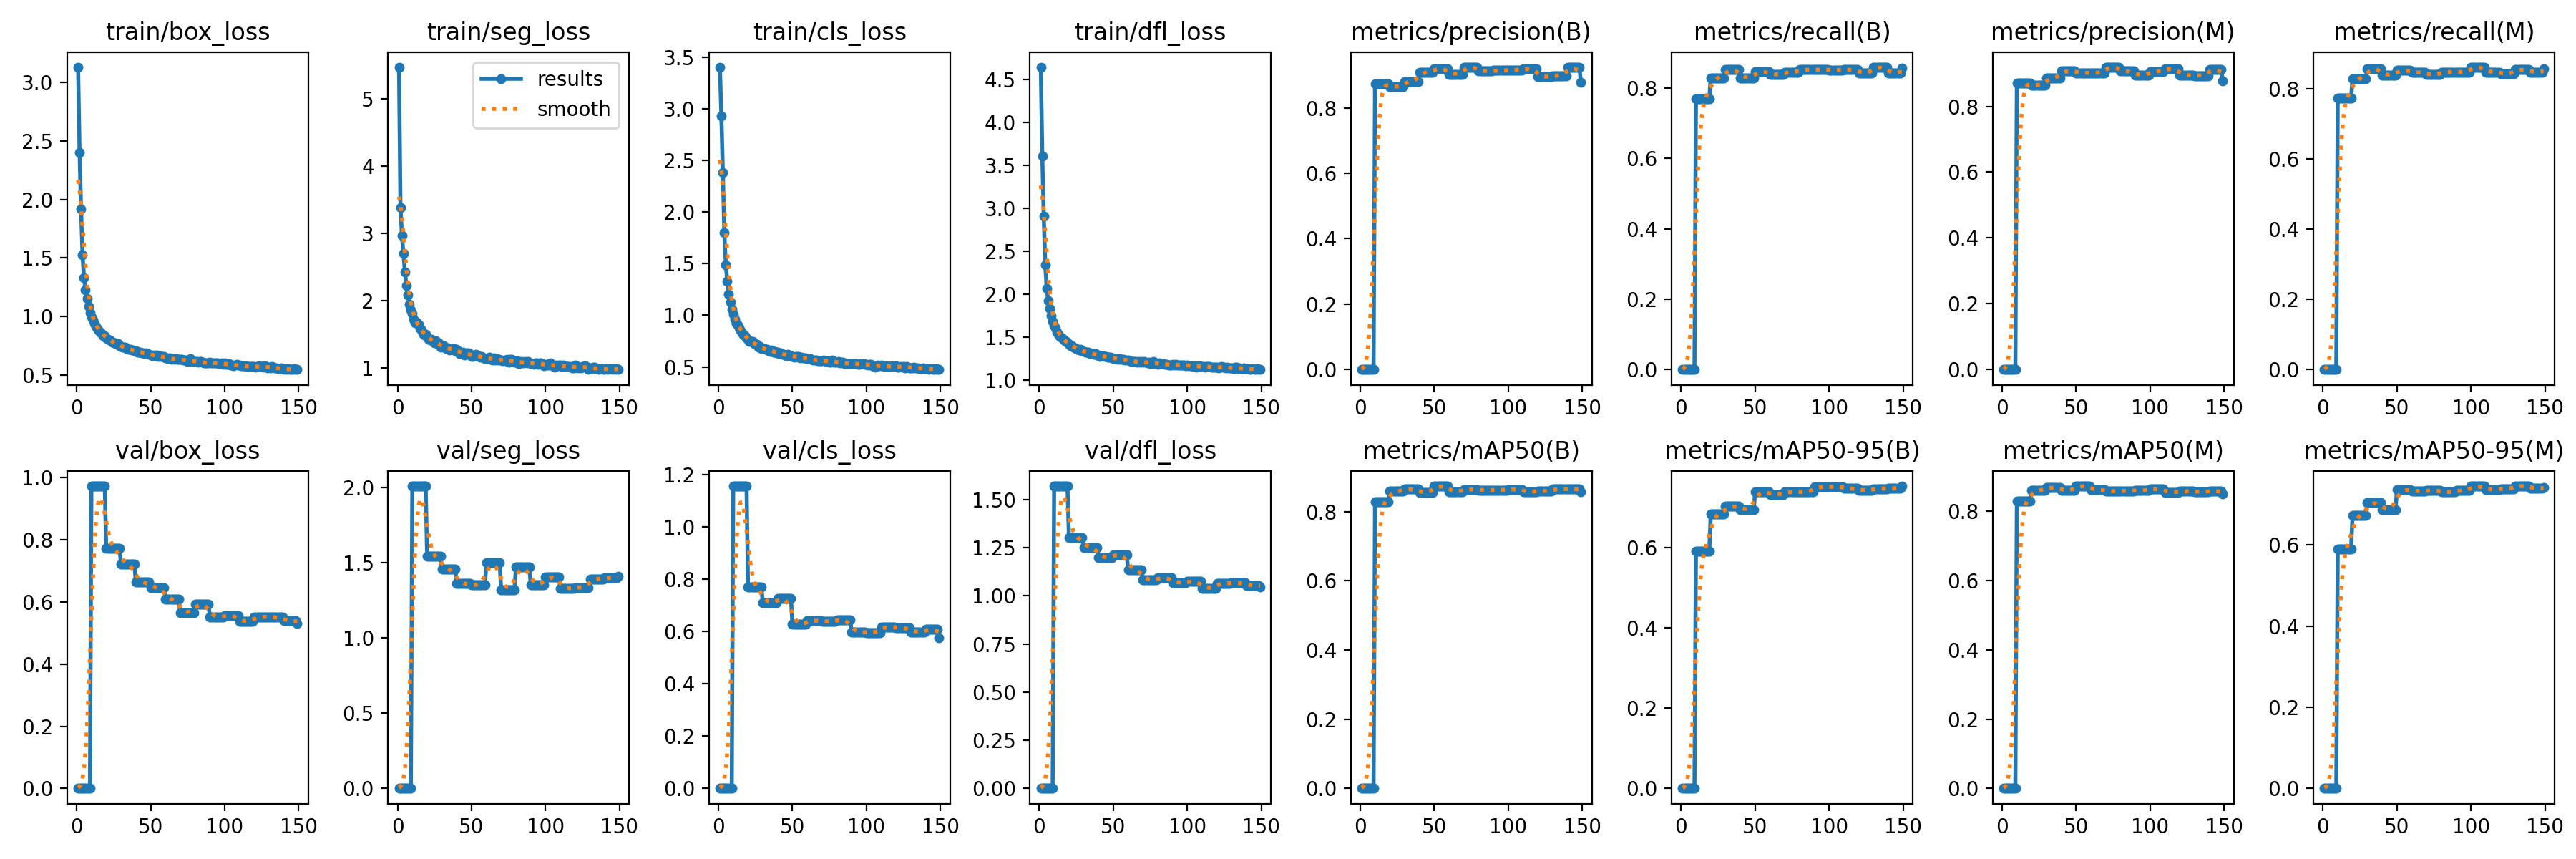 train/box_loss
3.0
2.5
2.0
1.5
1.0
0.5
0 50 100 150
train/seg_loss
results
smooth
5
4
3
2
1
0 50 100 150
train/cls_loss
3.5
3.0
2.5
2.0
1.5
1.0
0.5
0 50 100 150
train/dfl_loss
4.5
4.0
3.5
3.0
2.5
2.0
1.5
1.0
0 50 100 150
metrics/precision(B)
0.8
0.6
0.4
0.2
0.0
0 50 100 150
metrics/recall(B)
0.8
0.6
0.4
0.2
0.0
0 50 100 150
metrics/precision(M)
0.8
0.6
0.4
0.2
0.0
0 50 100 150
metrics/recall(M)
0.8
0.6
0.4
0.2
0.0
0 50 100 150
val/box_loss
1.0
0.8
0.6
0.4
0.2
0.0
0 50 100 150
val/seg_loss
2.0
1.5
1.0
0.5
0.0
0 50 100 150
val/cls_loss
1.2
1.0
0.8
0.6
0.4
0.2
0.0
0 50 100 150
val/dfl_loss
1.50
1.25
1.00
0.75
0.50
0.25
0.00
0 50 100 150
metrics/mAP50(B)
0.8
0.6
0.4
0.2
0.0
0 50 100 150
metrics/mAP50-95(B)
0.6
0.4
0.2
0.0
0 50 100 150
metrics/mAP50(M)
0.8
0.6
0.4
0.2
0.0
0 50 100 150
metrics/mAP50-95(M)
0.6
0.4
0.2
0.0
0 50 100 150